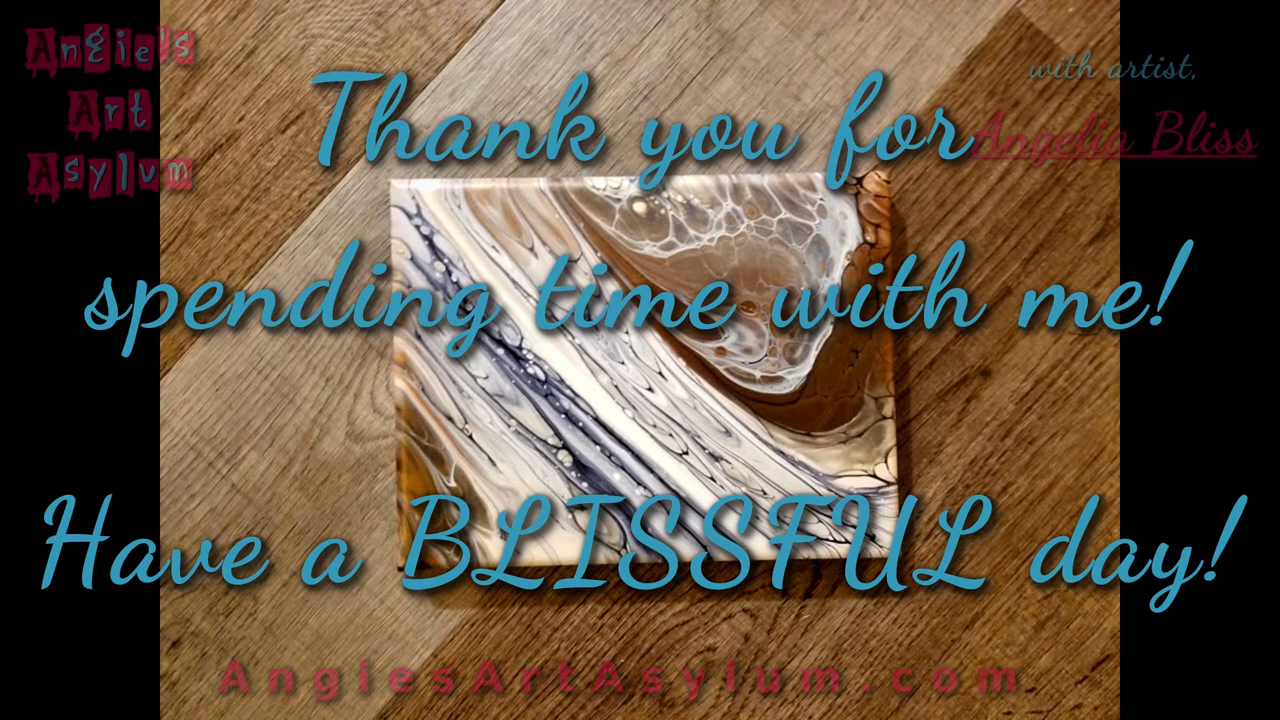 Angie's
Art
Asylum
with artist,
Angelia Bliss
Thank you for
spending time with me!
Have a BLISSFUL day!
AngiesArtAsylum.com